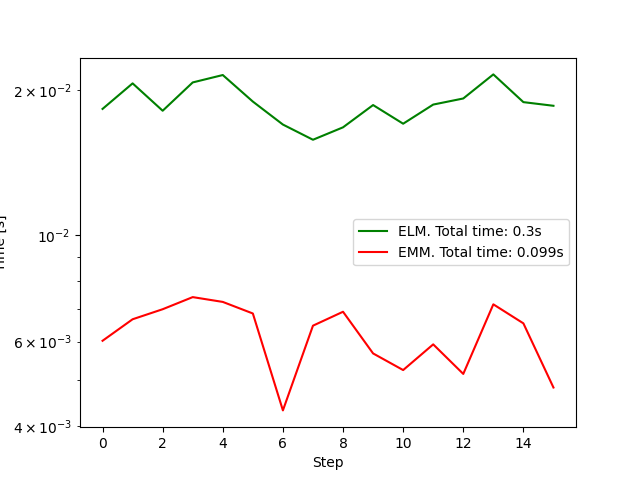 2 × 10⁻²
10⁻²
6 × 10⁻³
4 × 10⁻³
ELM. Total time: 0.3s
EMM. Total time: 0.099s
0 2 4 6 8 10 12 14
Step